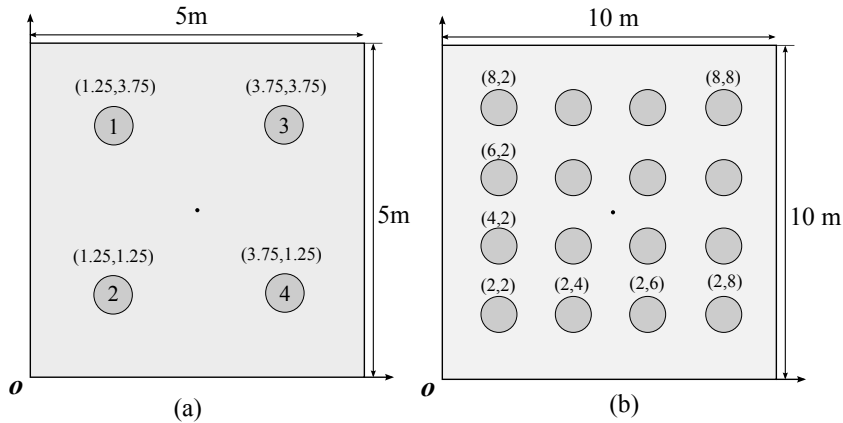 5m
(1.25,3.75) (3.75,3.75)
1 3
5m
(1.25,1.25) (3.75,1.25)
2 4
o
(a)
10 m
(8,2) (8,8)
(6,2)
10 m
(4,2)
(2,2) (2,4) (2,6) (2,8)
o
(b)